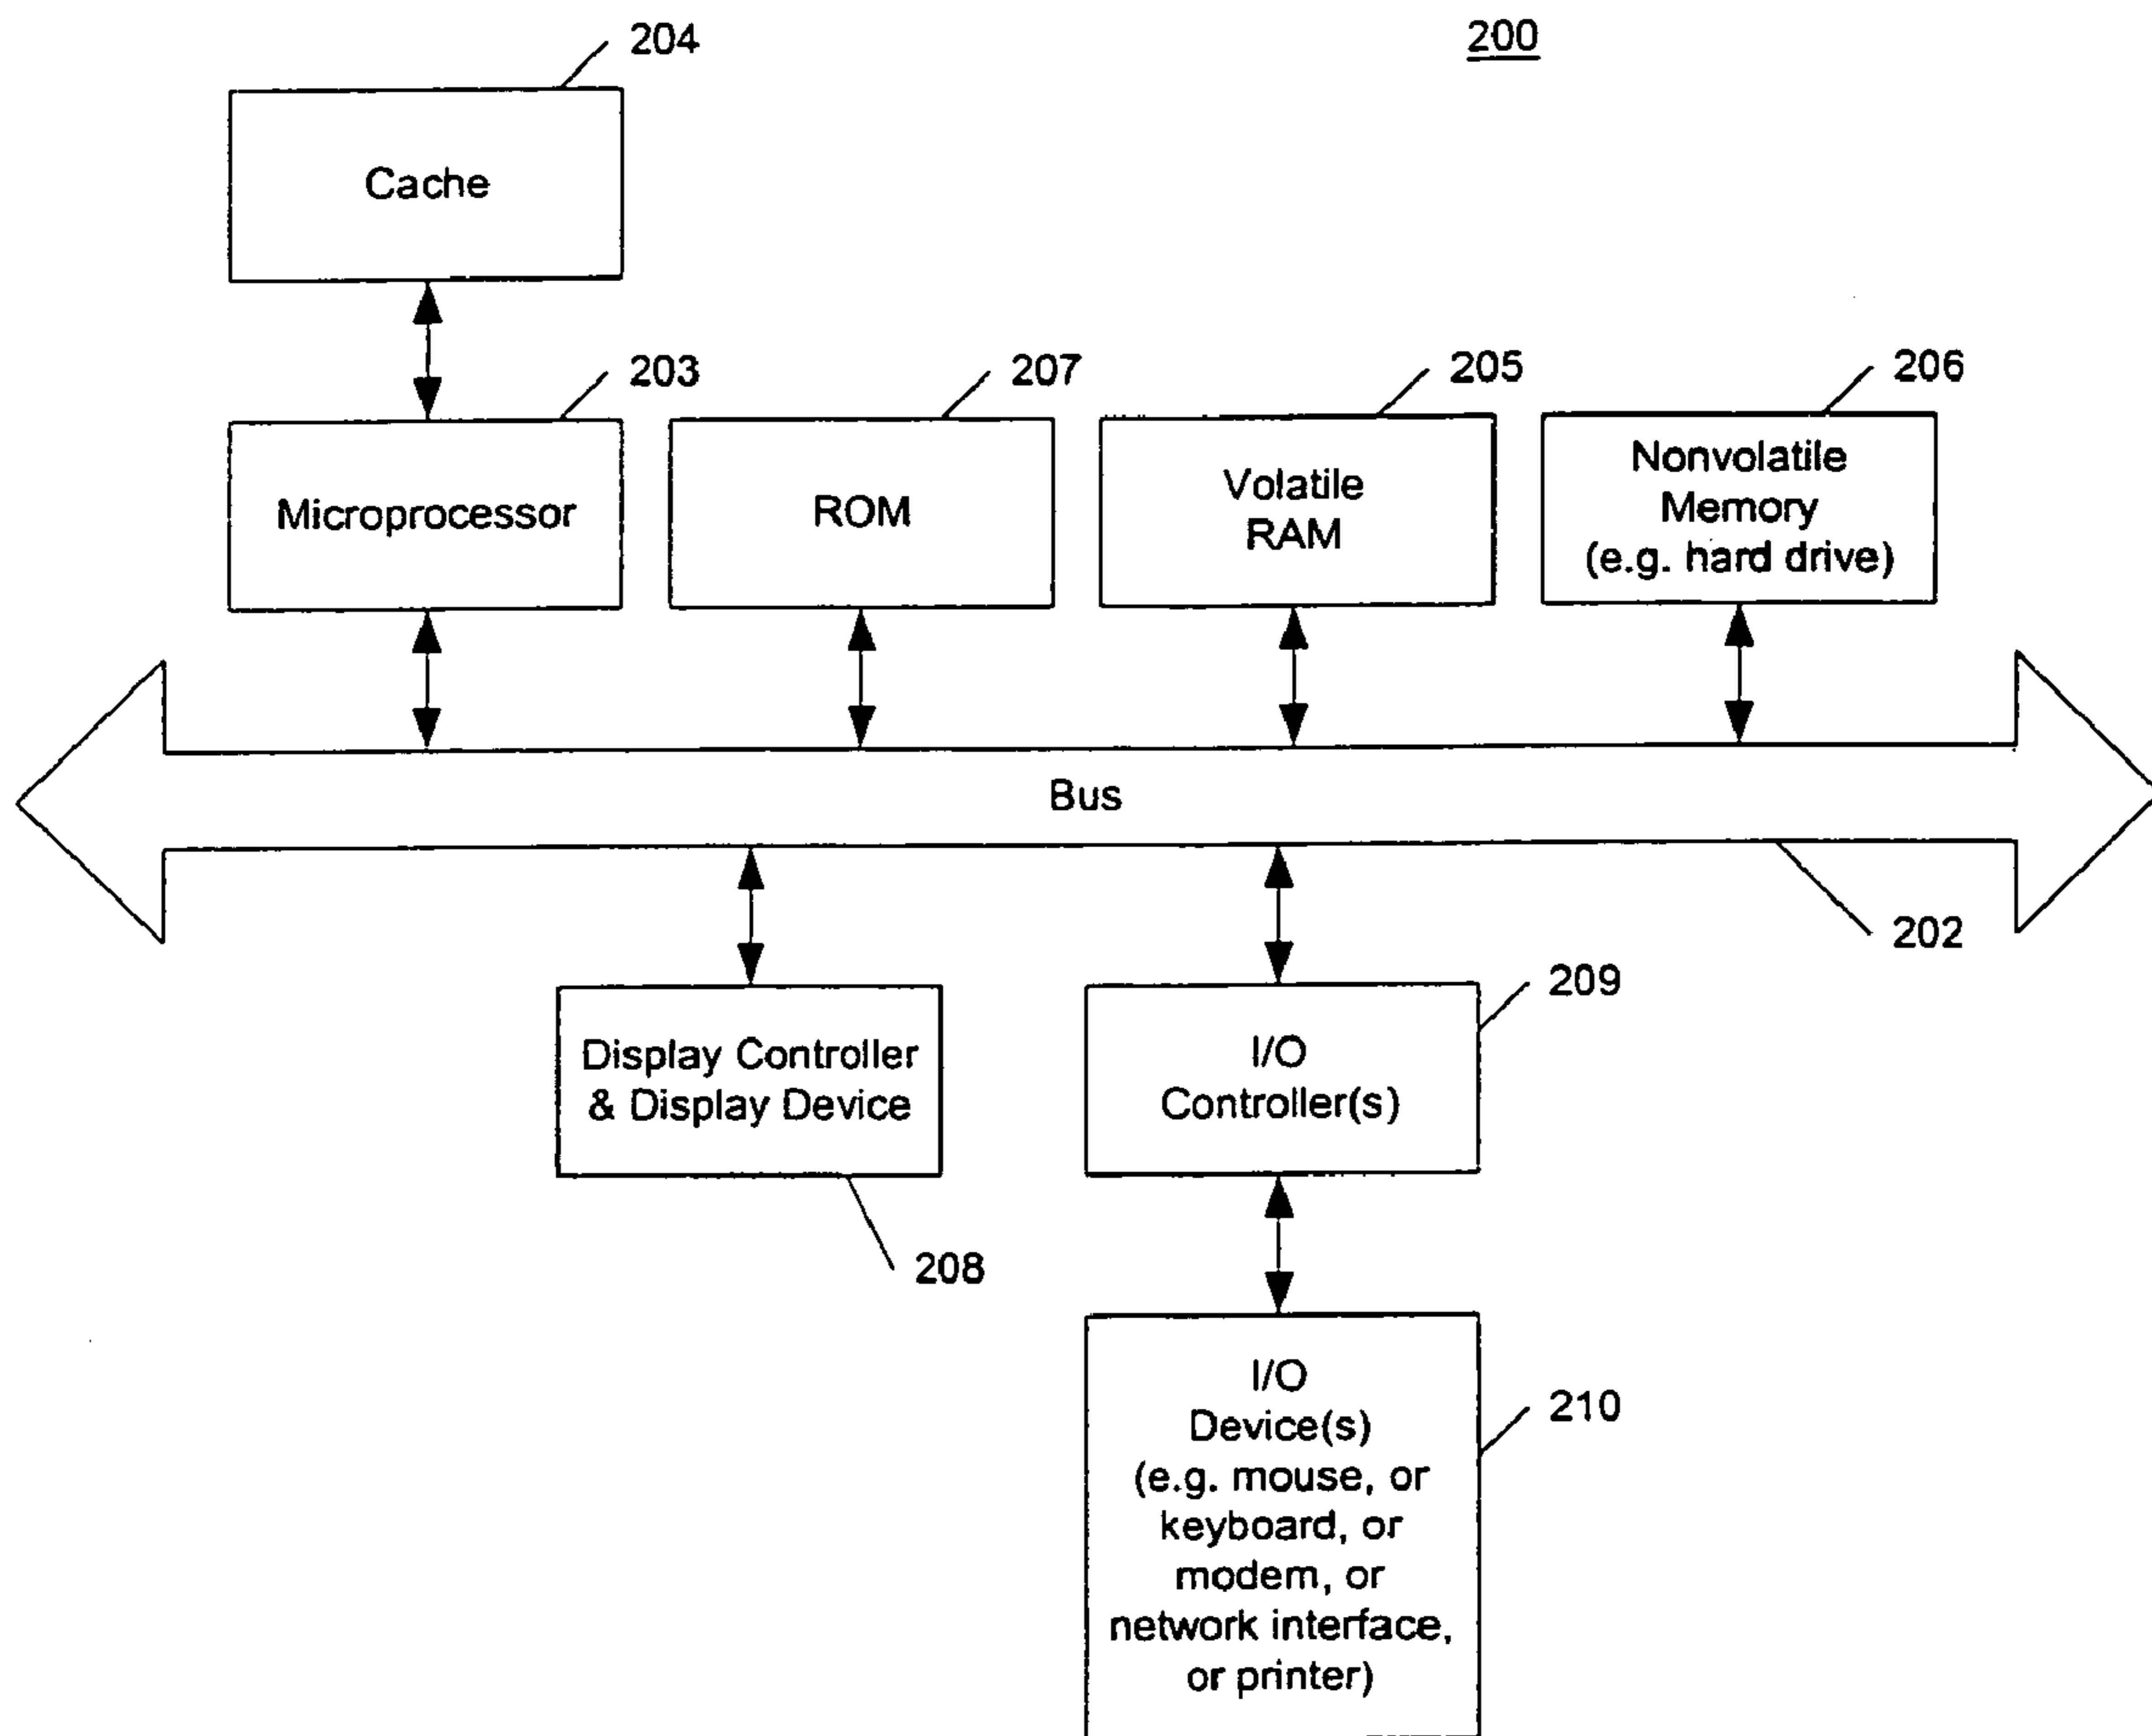 204
200
Cache
203
207
205
206
Microprocessor
ROM
Volatile
RAM
Nonvolatile
Memory
(e.g. hard drive)
Bus
202
209
Display Controller
& Display Device
I/O
Controller(s)
208
I/O
Device(s)
(e.g. mouse, or
keyboard, or
modem, or
network interface,
or printer)
210